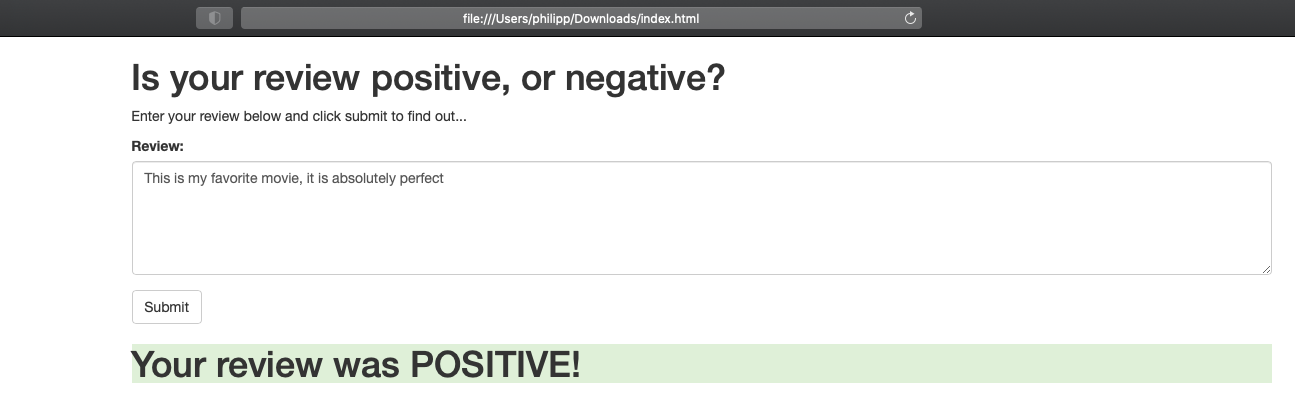 file:///Users/philipp/Downloads/index.html
Is your review positive, or negative?
Enter your review below and click submit to find out...
Review:
This is my favorite movie, it is absolutely perfect
Submit
Your review was POSITIVE!